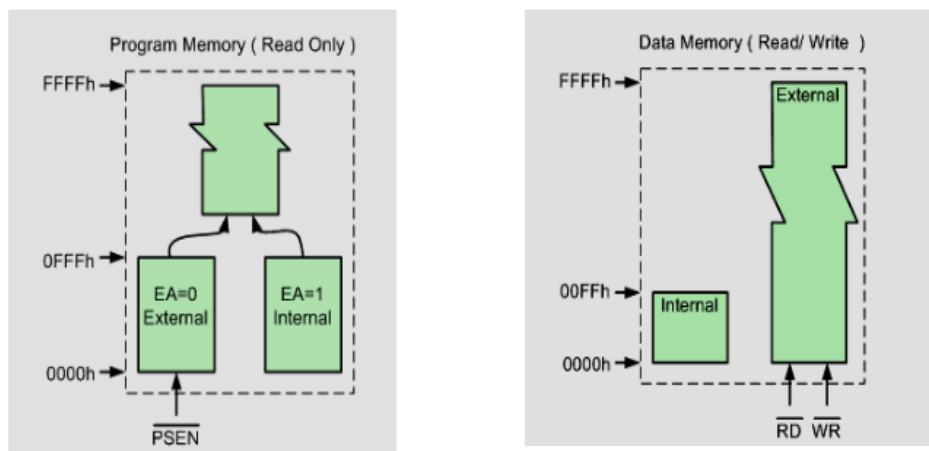 Program Memory ( Read Only )
FFFFh
0FFFh
EA=0
External
EA=1
Internal
0000h
PSEN
Data Memory ( Read/ Write )
FFFFh
External
00FFh
Internal
0000h
RD WR